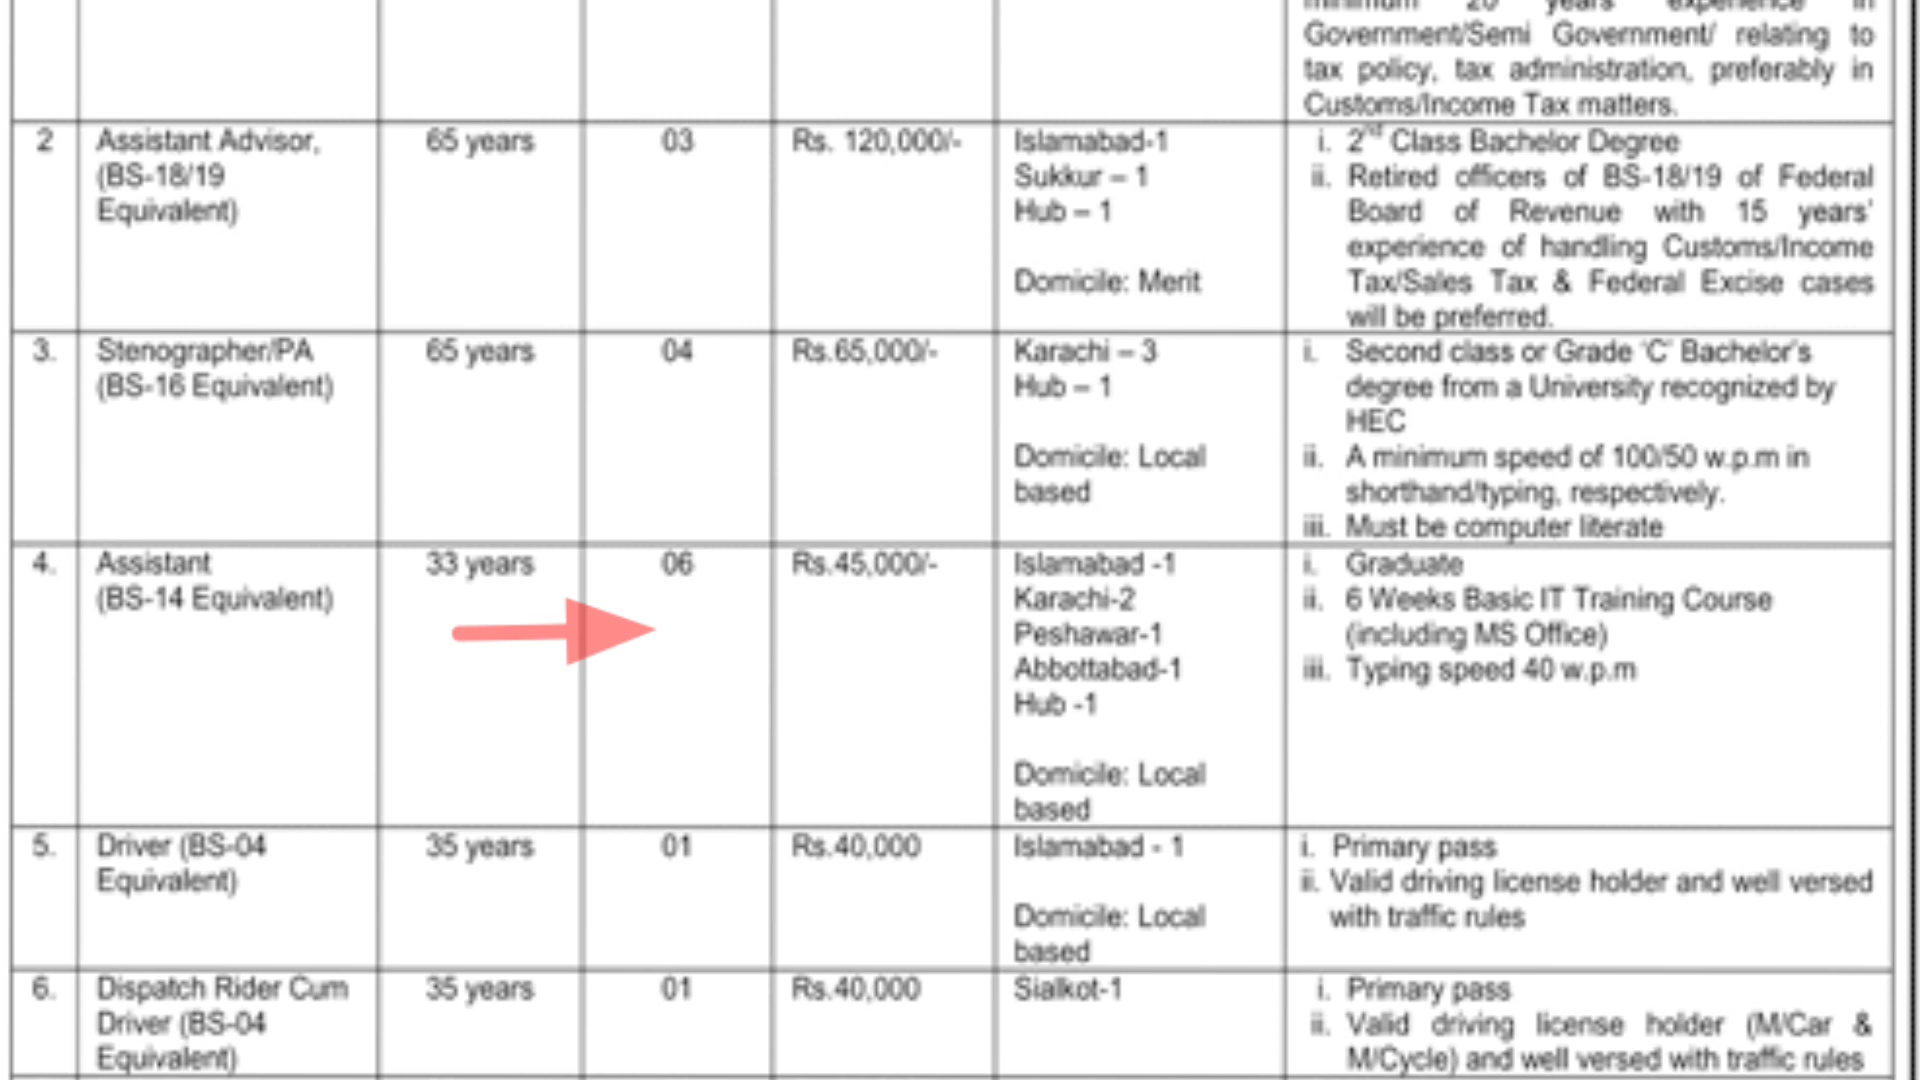 minimum 20 years experience in
Government/Semi Government/ relating to
tax policy, tax administration, preferably in
Customs/Income Tax matters.
2
Assistant Advisor,
(BS-18/19
Equivalent)
65 years
03
Rs. 120,000/-
Islamabad-1
Sukkur – 1
Hub – 1
Domicile: Merit
i. 2nd Class Bachelor Degree
ii. Retired officers of BS-18/19 of Federal
Board of Revenue with 15 years'
experience of handling Customs/Income
Tax/Sales Tax & Federal Excise cases
will be preferred.
3.
Stenographer/PA
(BS-16 Equivalent)
65 years
04
Rs.65,000/-
Karachi – 3
Hub – 1
Domicile: Local
based
i. Second class or Grade 'C' Bachelor's
degree from a University recognized by
HEC
ii. A minimum speed of 100/50 w.p.m in
shorthand/typing, respectively.
iii. Must be computer literate
4.
Assistant
(BS-14 Equivalent)
33 years
06
Rs.45,000/-
Islamabad -1
Karachi-2
Peshawar-1
Abbottabad-1
Hub -1
Domicile: Local
based
i. Graduate
ii. 6 Weeks Basic IT Training Course
(including MS Office)
iii. Typing speed 40 w.p.m
5.
Driver (BS-04
Equivalent)
35 years
01
Rs.40,000
Islamabad - 1
Domicile: Local
based
i. Primary pass
ii. Valid driving license holder and well versed
with traffic rules
6.
Dispatch Rider Cum
Driver (BS-04
Equivalent)
35 years
01
Rs.40,000
Sialkot-1
i. Primary pass
ii. Valid driving license holder (M/Car &
M/Cycle) and well versed with traffic rules